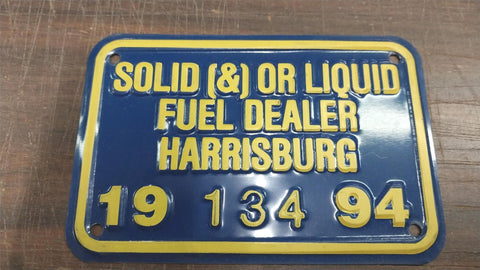 SOLID (&) OR LIQUID
FUEL DEALER
HARRISBURG
19 134 94